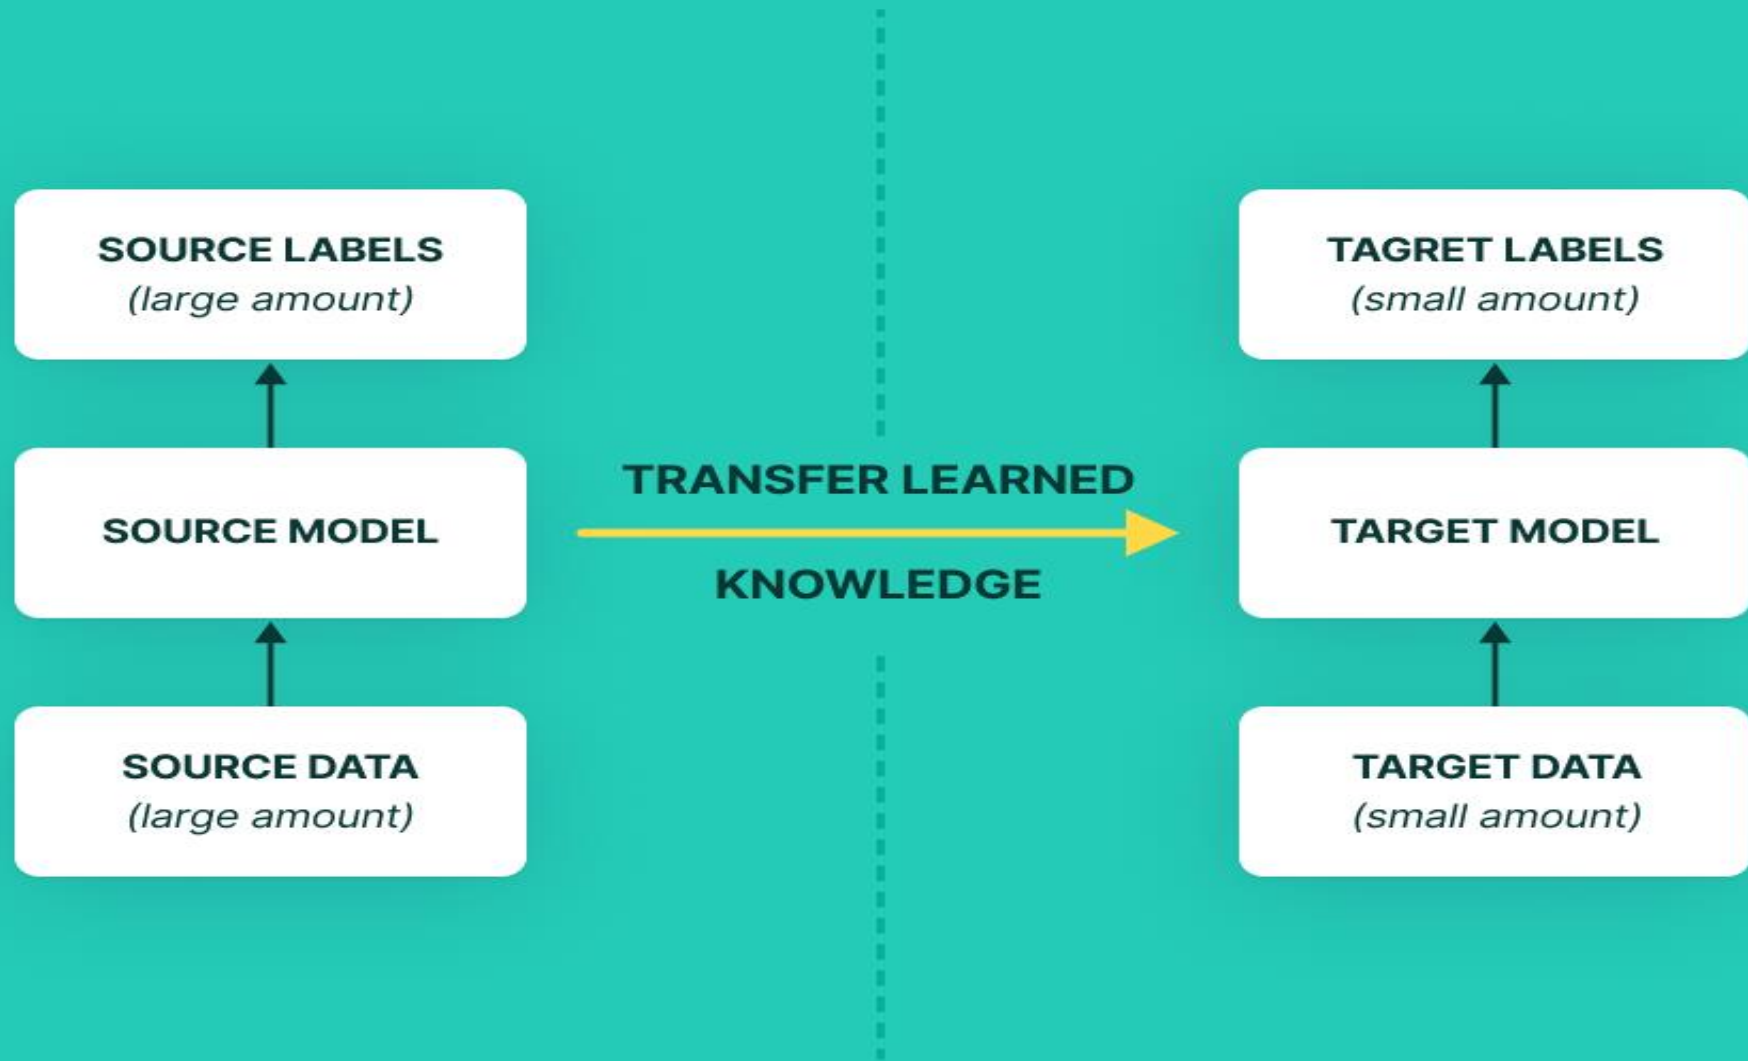 SOURCE LABELS
(large amount)
SOURCE MODEL
SOURCE DATA
(large amount)
TRANSFER LEARNED
KNOWLEDGE
TAGRET LABELS
(small amount)
TARGET MODEL
TARGET DATA
(small amount)